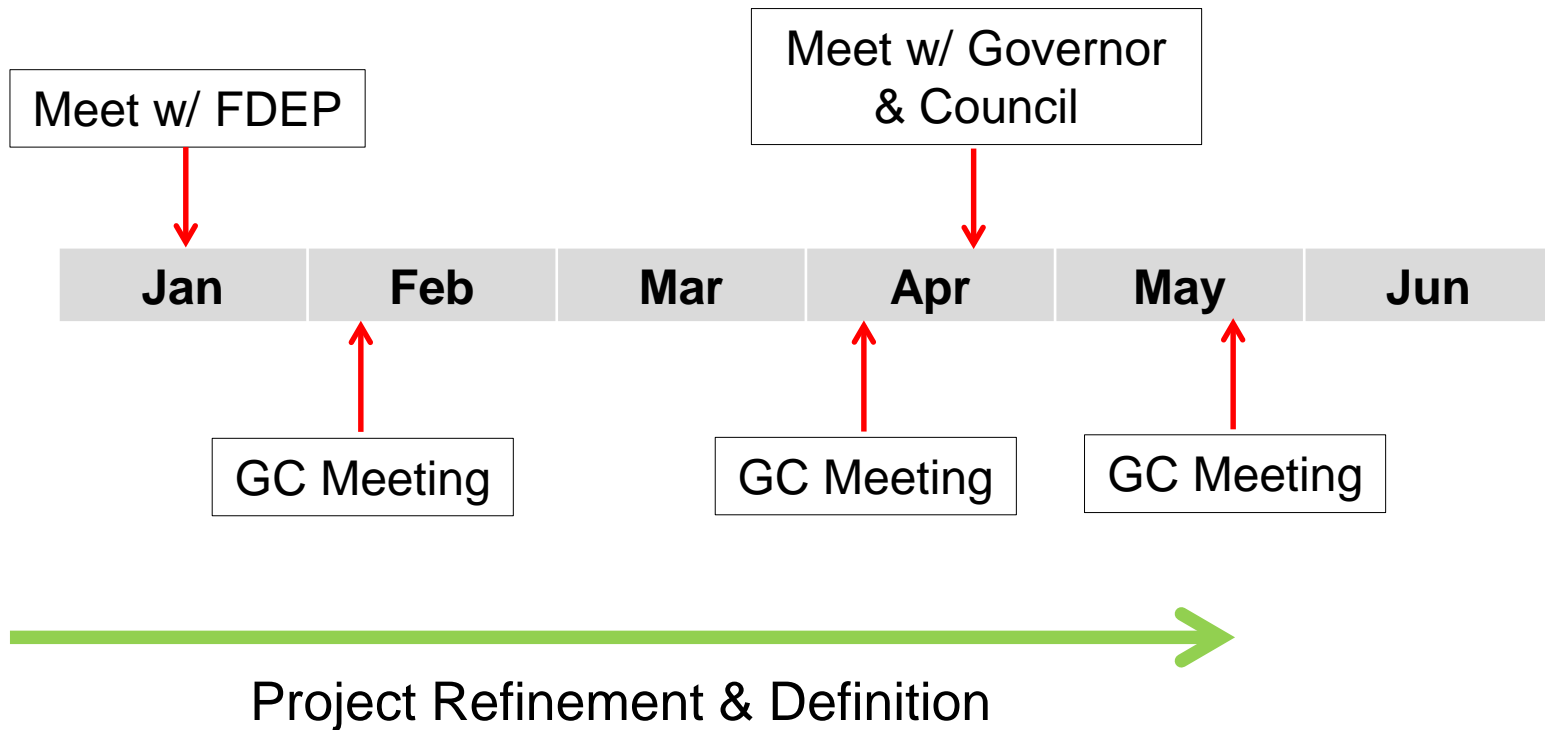 Meet w/ Governor
& Council
Meet w/ FDEP
Jan Feb Mar Apr May Jun
GC Meeting GC Meeting GC Meeting
Project Refinement & Definition